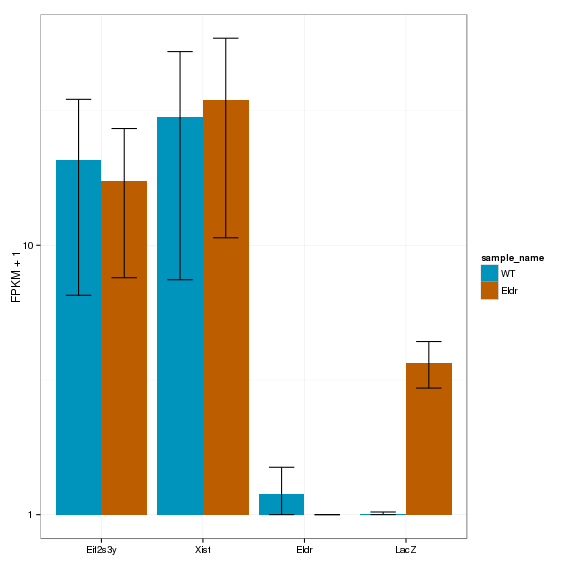 FPKM + 1
10
1
Eif2s3y Xist Eldr LacZ
sample_name
WT
Eldr